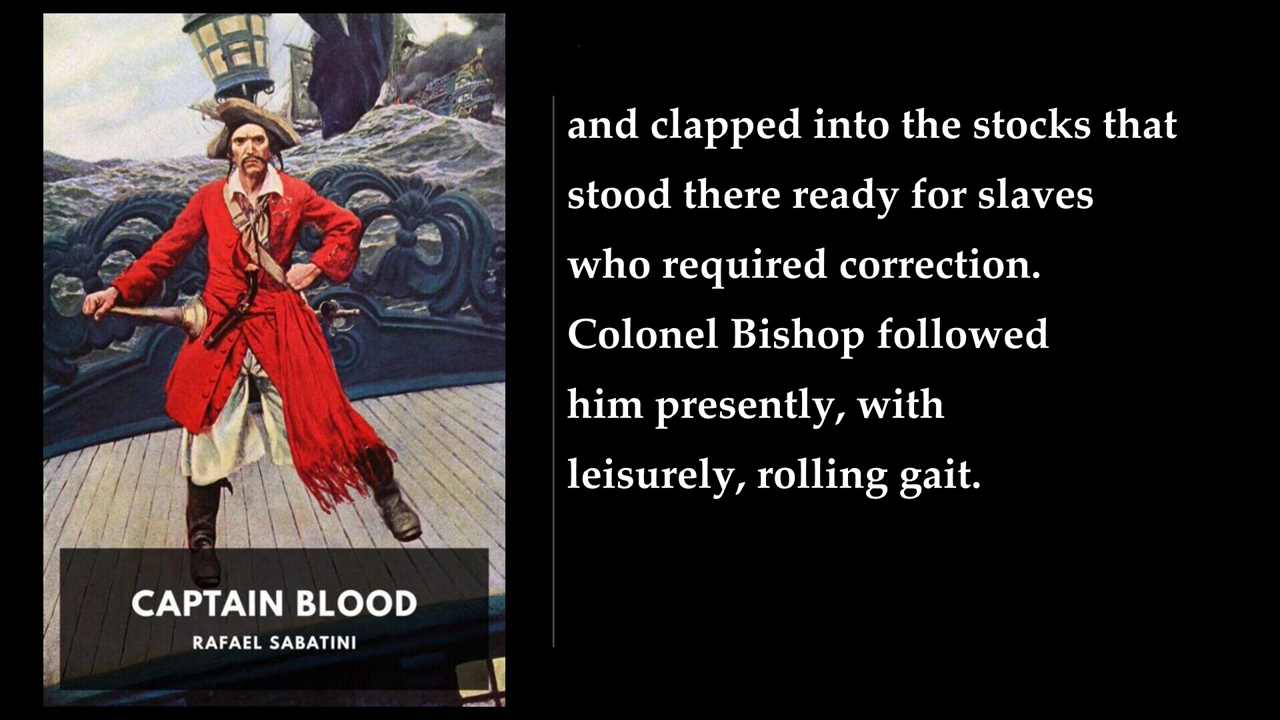 and clapped into the stocks that
stood there ready for slaves
who required correction.
Colonel Bishop followed
him presently, with
leisurely, rolling gait.
CAPTAIN BLOOD
RAFAEL SABATINI